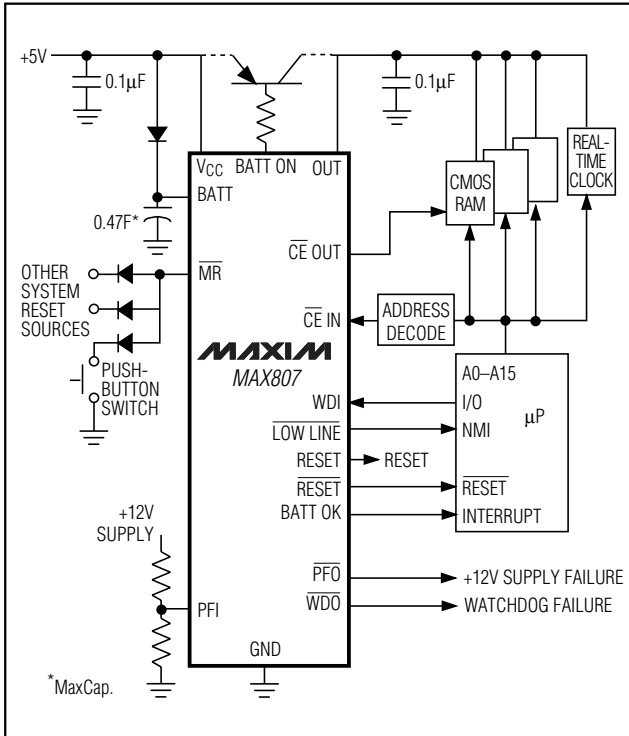 +5V
0.1µF
0.1µF
VCC
BATT ON
OUT
BATT
0.47F*
CMOS
RAM
REAL-
TIME
CLOCK
CE OUT
OTHER
SYSTEM
RESET
SOURCES
MR
CE IN
ADDRESS
DECODE
PUSH-
BUTTON
SWITCH
MAXIM
MAX807
A0–A15
WDI
I/O
µP
LOW LINE
NMI
RESET
RESET
RESET
RESET
BATT OK
INTERRUPT
+12V
SUPPLY
PFO
+12V SUPPLY FAILURE
PFI
WDO
WATCHDOG FAILURE
GND
*MaxCap.